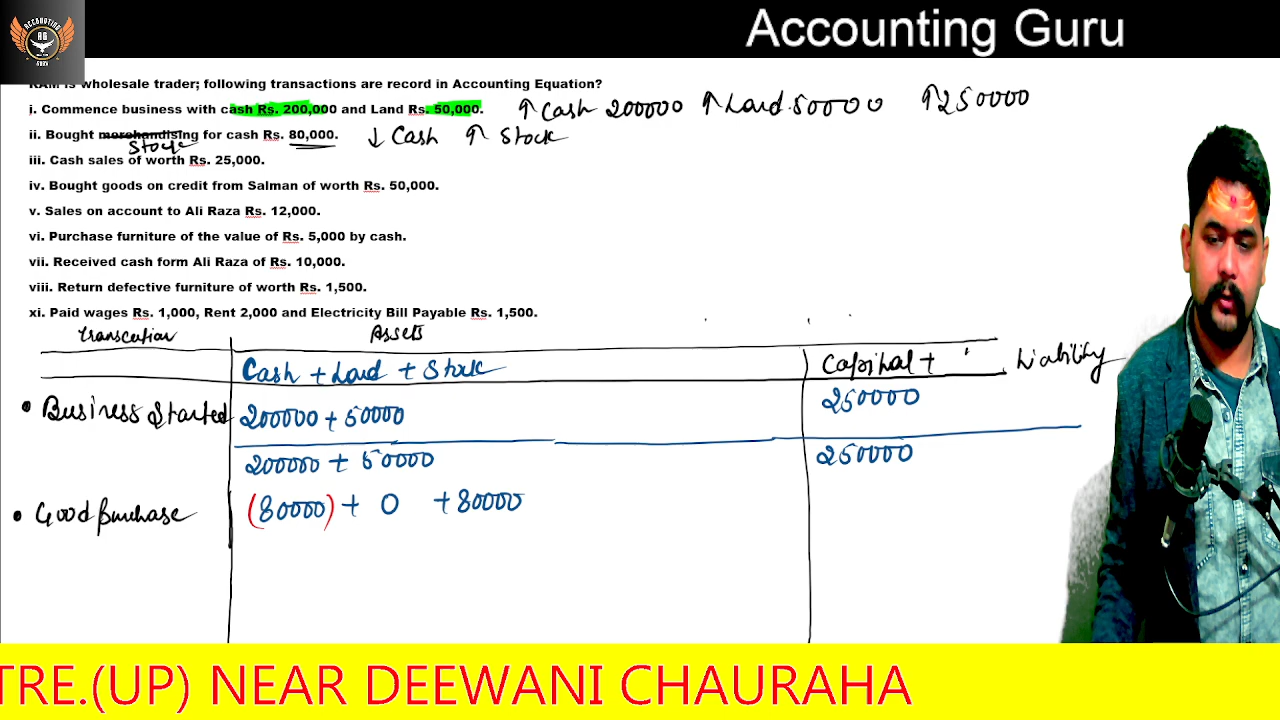 ACCOUNTING
AG
GURU
Accounting Guru
RAM is wholesale trader; following transactions are record in Accounting Equation?
i. Commence business with cash Rs. 200,000 and Land Rs. 50,000. ↑ Cash 200000 ↑ Land 50000 ↑ 250000
ii. Bought merchandising for cash Rs. 80,000. ↓ Cash ↑ Stock
Stock
iii. Cash sales of worth Rs. 25,000.
iv. Bought goods on credit from Salman of worth Rs. 50,000.
v. Sales on account to Ali Raza Rs. 12,000.
vi. Purchase furniture of the value of Rs. 5,000 by cash.
vii. Received cash form Ali Raza of Rs. 10,000.
viii. Return defective furniture of worth Rs. 1,500.
xi. Paid wages Rs. 1,000, Rent 2,000 and Electricity Bill Payable Rs. 1,500.
Transcation Assets
Cash + Land + Stock Capital + Liability
• Business Started 200000 + 50000 250000
200000 + 50000 250000
• Good purchase (80000) + 0 + 80000
TRE.(UP) NEAR DEEWANI CHAURAHA